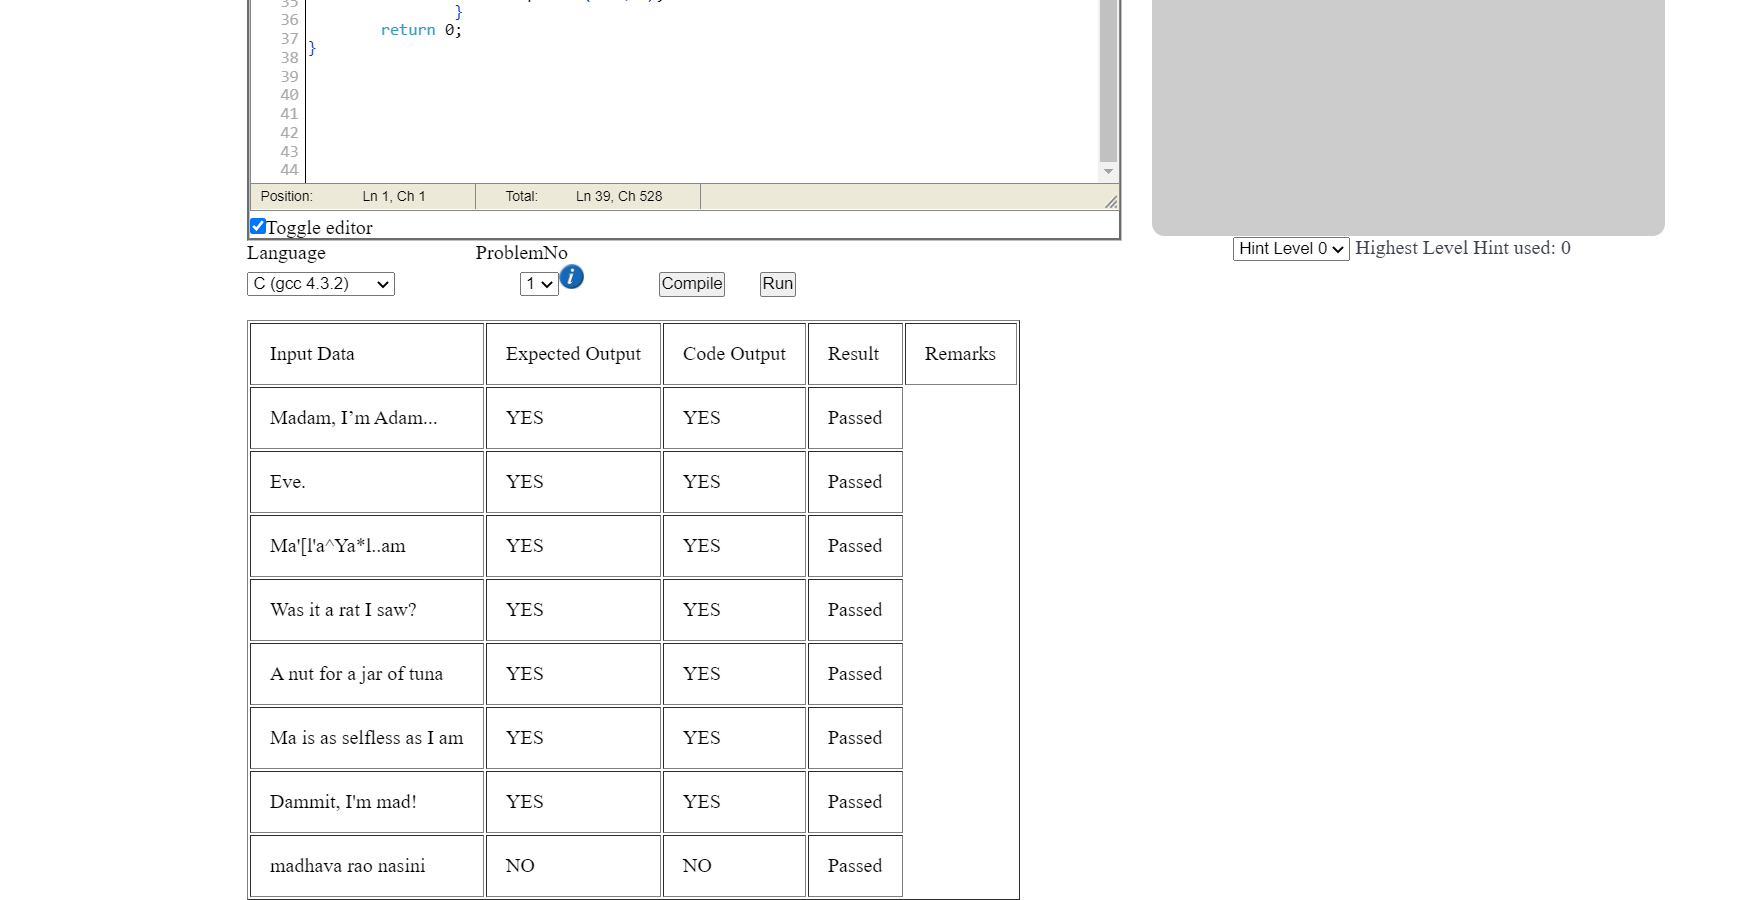 35
36 }
37 return 0;
38 }
39
40
41
42
43
44
Position: Ln 1, Ch 1 Total: Ln 39, Ch 528
Toggle editor
Language ProblemNo
C (gcc 4.3.2) 1 i Compile Run
Hint Level 0 Highest Level Hint used: 0
Input Data Expected Output Code Output Result Remarks
Madam, I’m Adam... YES YES Passed
Eve. YES YES Passed
Ma'[l'a^Ya*l..am YES YES Passed
Was it a rat I saw? YES YES Passed
A nut for a jar of tuna YES YES Passed
Ma is as selfless as I am YES YES Passed
Dammit, I'm mad! YES YES Passed
madhava rao nasini NO NO Passed